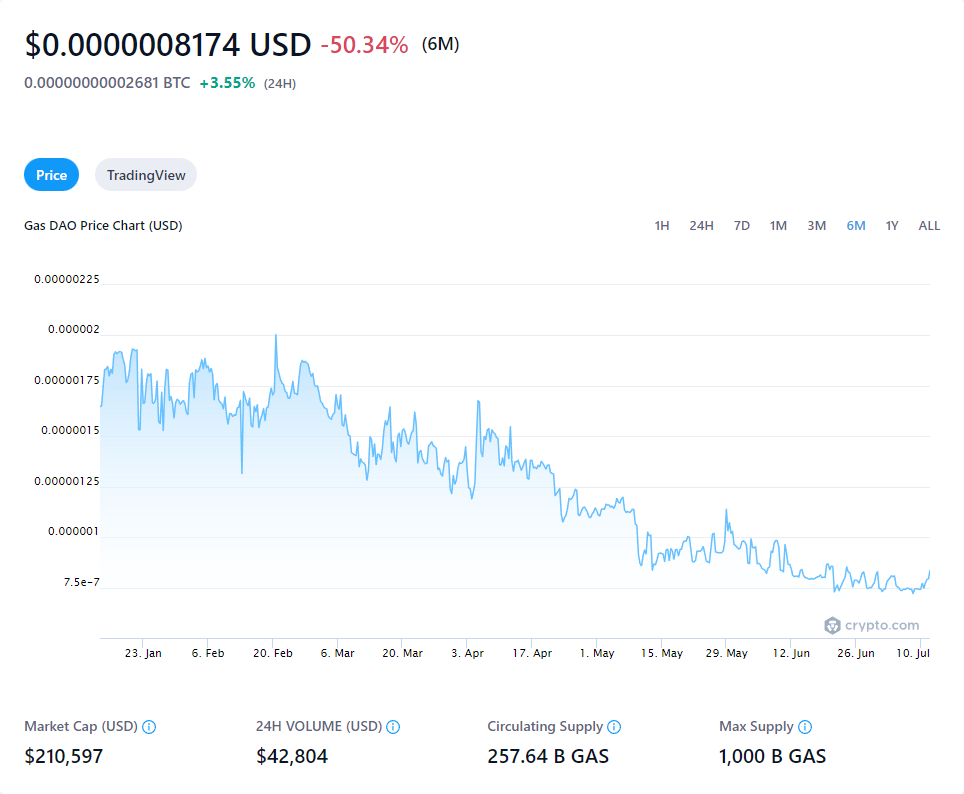 $0.0000008174 USD -50.34% (6M)
0.00000000002681 BTC +3.55% (24H)
Price TradingView
Gas DAO Price Chart (USD) 1H 24H 7D 1M 3M 6M 1Y ALL
0.00000225
0.000002
0.00000175
0.0000015
0.00000125
0.000001
7.5e-7
crypto.com
23. Jan 6. Feb 20. Feb 6. Mar 20. Mar 3. Apr 17. Apr 1. May 15. May 29. May 12. Jun 26. Jun 10. Jul
Market Cap (USD) 24H VOLUME (USD) Circulating Supply Max Supply
$210,597 $42,804 257.64 B GAS 1,000 B GAS